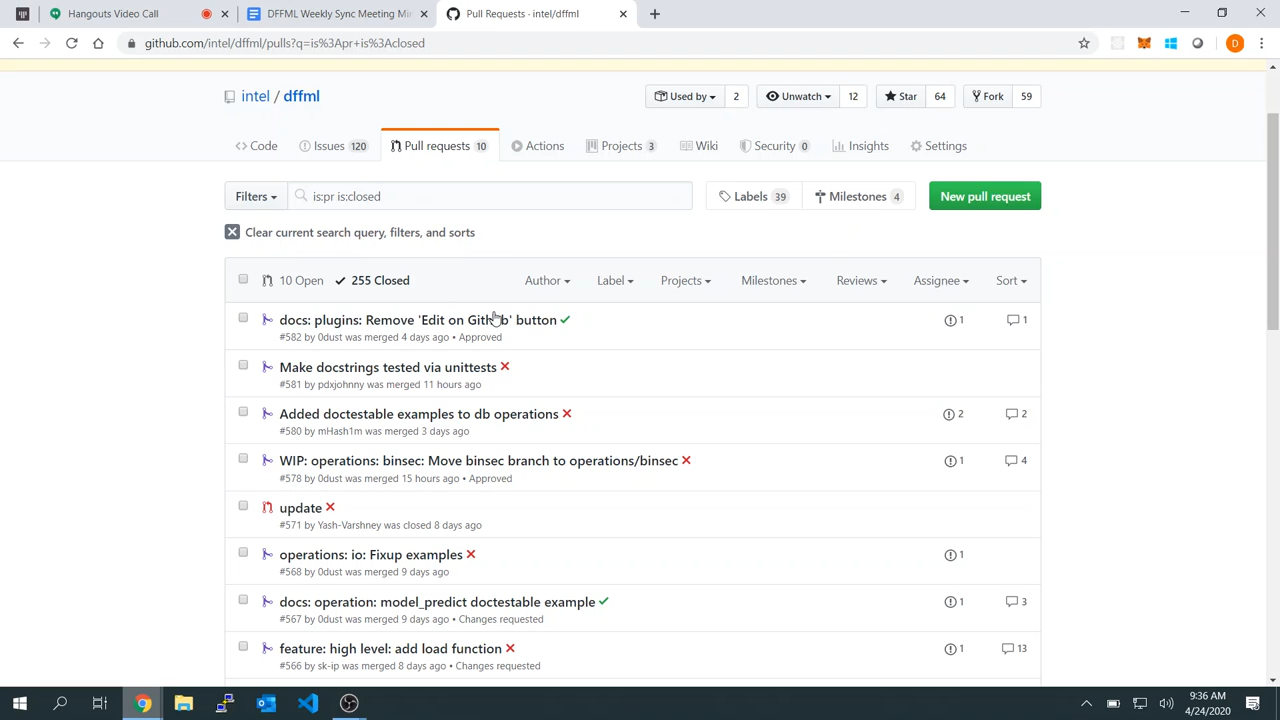 Hangouts Video Call
DFFML Weekly Sync Meeting Mi
Pull Requests · intel/dffml
github.com/intel/dffml/pulls?q=is%3Apr+is%3Aclosed
D
intel / dffml
Used by 2
Unwatch 12
Star 64
Fork 59
Code
Issues 120
Pull requests 10
Actions
Projects 3
Wiki
Security 0
Insights
Settings
Filters
is:pr is:closed
Labels 39
Milestones 4
New pull request
Clear current search query, filters, and sorts
10 Open
255 Closed
Author
Label
Projects
Milestones
Reviews
Assignee
Sort
docs: plugins: Remove 'Edit on Github' button
1
1
#582 by 0dust was merged 4 days ago • Approved
Make docstrings tested via unittests
#581 by pdxjohnny was merged 11 hours ago
Added doctestable examples to db operations
2
2
#580 by mHash1m was merged 3 days ago
WIP: operations: binsec: Move binsec branch to operations/binsec
1
4
#578 by 0dust was merged 15 hours ago • Approved
update
#571 by Yash-Varshney was closed 8 days ago
operations: io: Fixup examples
1
#568 by 0dust was merged 9 days ago
docs: operation: model_predict doctestable example
1
3
#567 by 0dust was merged 9 days ago • Changes requested
feature: high level: add load function
1
13
#566 by sk-ip was merged 8 days ago • Changes requested
9:36 AM
4/24/2020